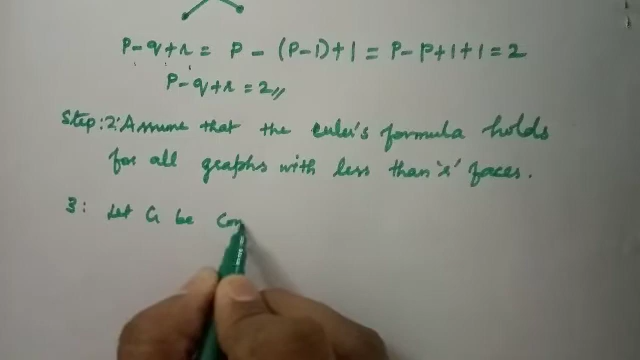 p - q + r = p - (p-1) + 1 = p - p + 1 + 1 = 2
p - q + r = 2 //
Step: 2: Assume that the euler's formula holds
for all graphs with less than 'r' faces.
3: Let G be con